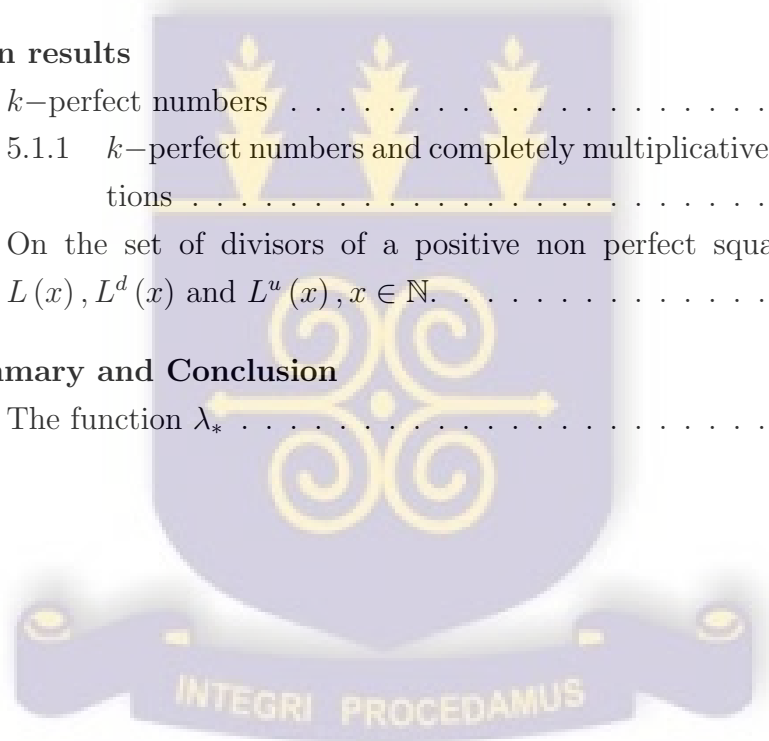 n results
k−perfect numbers . . . . . . . . . . . . . . . . . . .
5.1.1 k−perfect numbers and completely multiplicative
tions . . . . . . . . . . . . . . . . . . . . . . .
On the set of divisors of a positive non perfect squa
L (x) , L^d (x) and L^u (x) , x ∈ ℕ. . . . . . . . . . . . . . .
mary and Conclusion
The function λ_* . . . . . . . . . . . . . . . . . . . . .
INTEGRI PROCEDAMUS